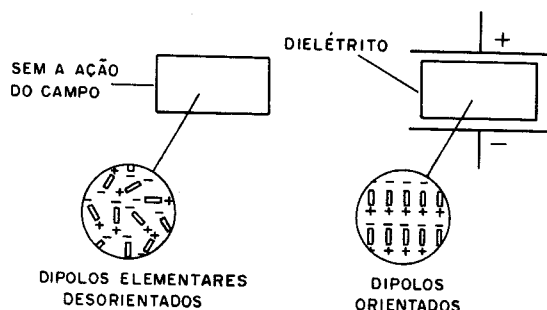 SEM A AÇÃO
DO CAMPO
DIPOLOS ELEMENTARES
DESORIENTADOS
DIELÉTRITO
+
−
DIPOLOS
ORIENTADOS